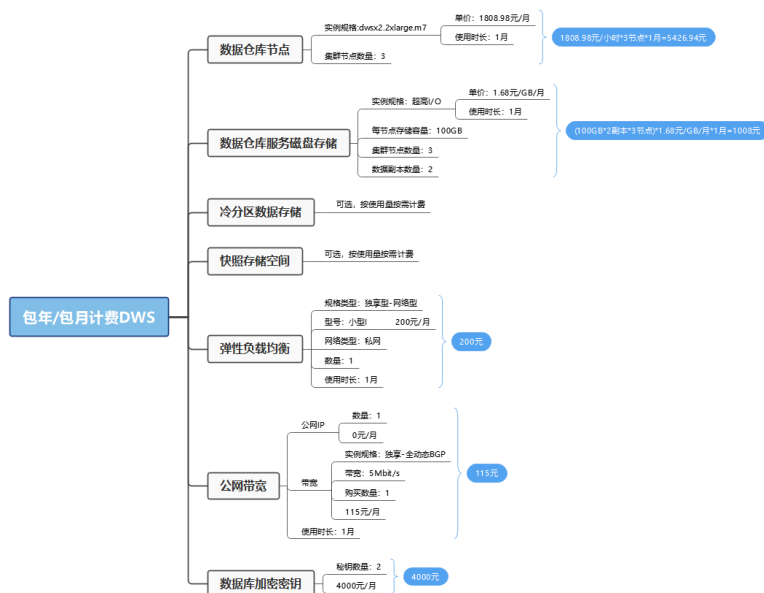 包年/包月计费DWS
数据仓库节点
实例规格:dwsx2.2xlarge.m7
单价：1808.98元/月
使用时长：1月
集群节点数量：3
1808.98元/小时*3节点*1月=5426.94元
数据仓库服务磁盘存储
实例规格：超高I/O
单价：1.68元/GB/月
使用时长：1月
每节点存储容量：100GB
集群节点数量：3
数据副本数量：2
(100GB*2副本*3节点)*1.68元/GB/月*1月=1008元
冷分区数据存储
可选，按使用量按需计费
快照存储空间
可选，按使用量按需计费
弹性负载均衡
规格类型：独享型-网络型
型号：小型I 200元/月
网络类型：私网
数量：1
使用时长：1月
200元
公网带宽
公网IP
数量：1
0元/月
带宽
实例规格：独享-全动态BGP
带宽：5Mbit/s
购买数量：1
115元/月
使用时长：1月
115元
数据库加密密钥
秘钥数量：2
4000元/月
4000元